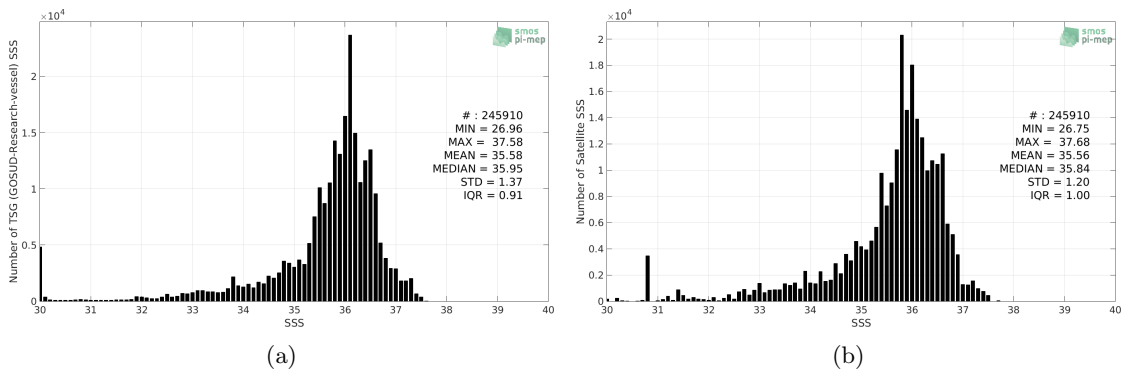 ×10⁴
smos
pi-mep
Number of TSG (GOSUD-Research-vessel) SSS
2
1.5
1
0.5
0
# : 245910
MIN = 26.96
MAX = 37.58
MEAN = 35.58
MEDIAN = 35.95
STD = 1.37
IQR = 0.91
30 31 32 33 34 35 36 37 38 39 40
SSS
(a)
×10⁴
smos
pi-mep
Number of Satellite SSS
2
1.8
1.6
1.4
1.2
1
0.8
0.6
0.4
0.2
0
# : 245910
MIN = 26.75
MAX = 37.68
MEAN = 35.56
MEDIAN = 35.84
STD = 1.20
IQR = 1.00
30 31 32 33 34 35 36 37 38 39 40
SSS
(b)